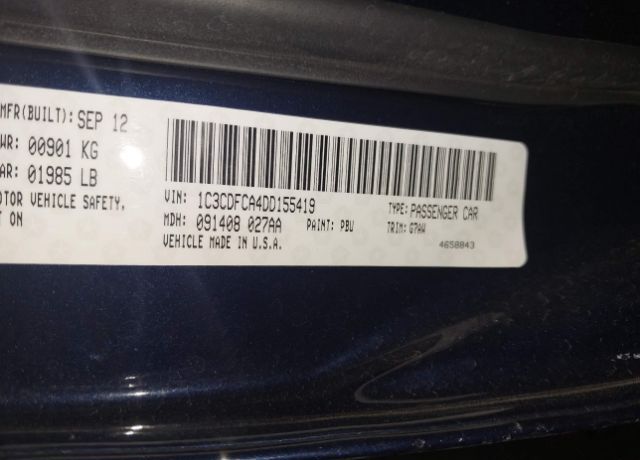 MFR(BUILT): SEP 12
WR: 00901 KG
AR: 01985 LB
OTOR VEHICLE SAFETY,
T ON
VIN: 1C3CDFCA4DD155419
MDH: 091408 027AA PAINT: PBU
VEHICLE MADE IN U.S.A.
TYPE: PASSENGER CAR
TRIM: G7AW
4658843